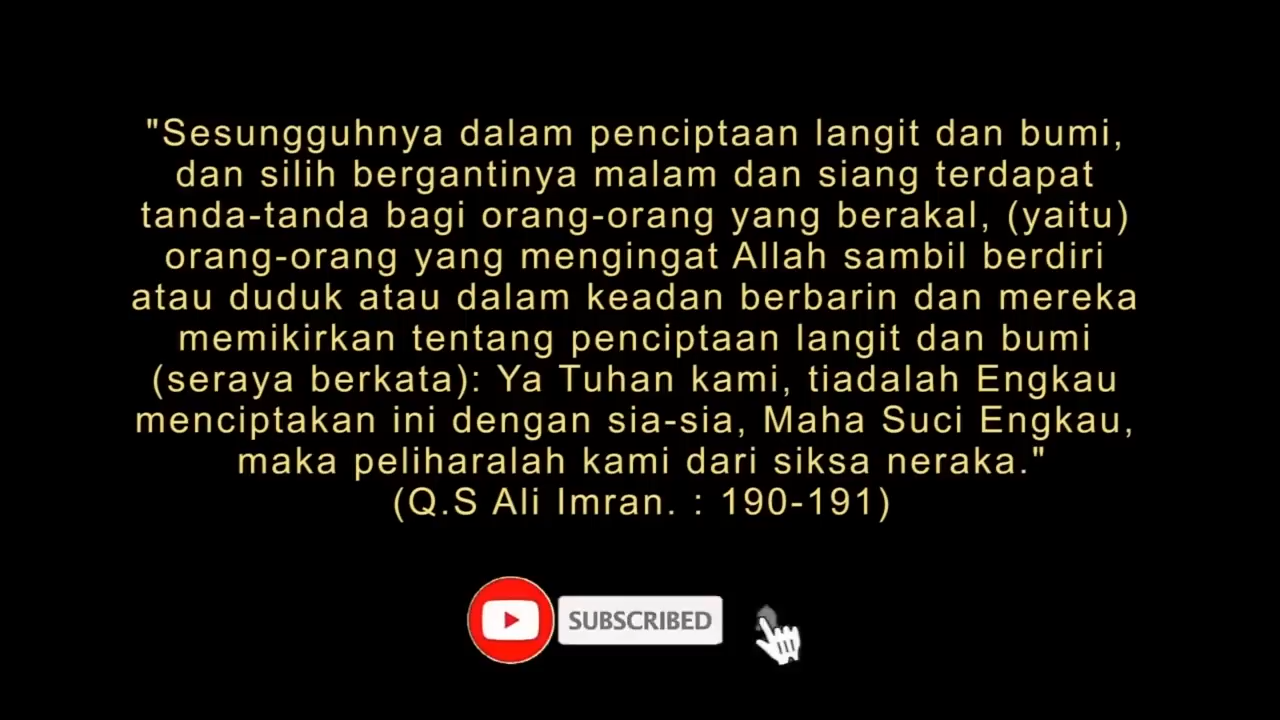 "Sesungguhnya dalam penciptaan langit dan bumi,
dan silih bergantinya malam dan siang terdapat
tanda-tanda bagi orang-orang yang berakal, (yaitu)
orang-orang yang mengingat Allah sambil berdiri
atau duduk atau dalam keadan berbarin dan mereka
memikirkan tentang penciptaan langit dan bumi
(seraya berkata): Ya Tuhan kami, tiadalah Engkau
menciptakan ini dengan sia-sia, Maha Suci Engkau,
maka peliharalah kami dari siksa neraka."
(Q.S Ali Imran. : 190-191)
SUBSCRIBED